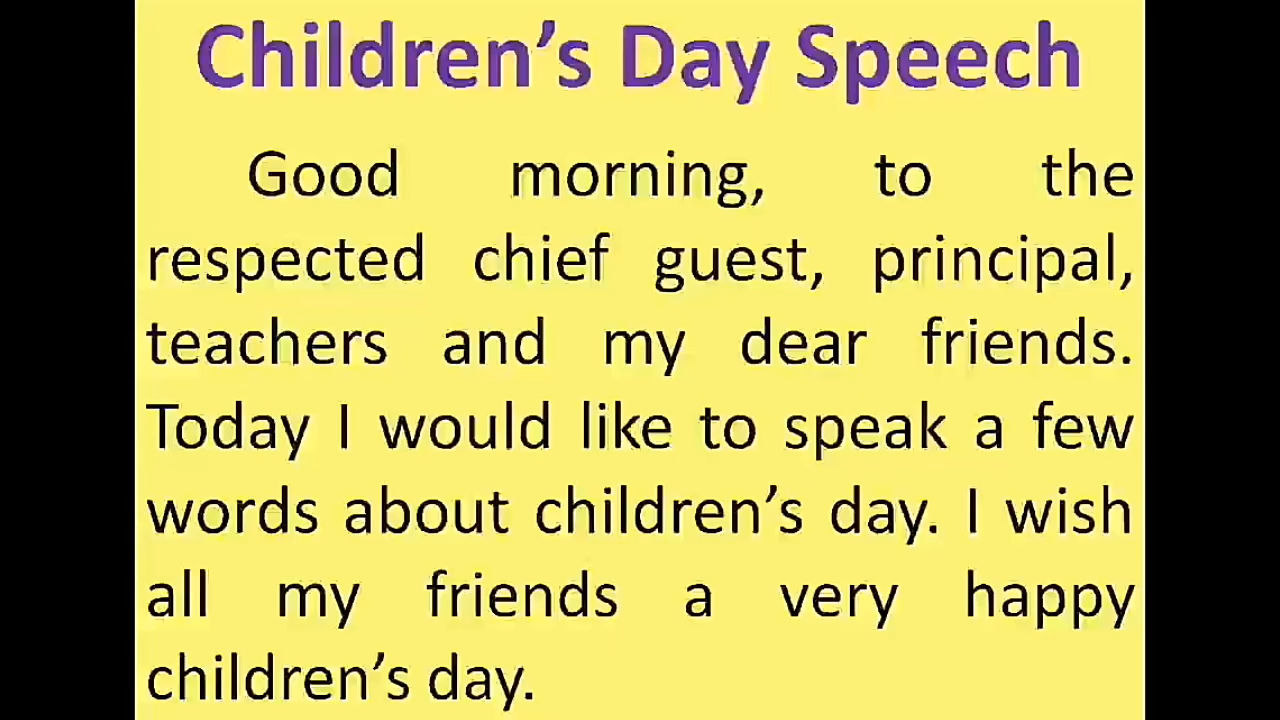 Children’s Day Speech
Good morning, to the
respected chief guest, principal,
teachers and my dear friends.
Today I would like to speak a few
words about children’s day. I wish
all my friends a very happy
children’s day.